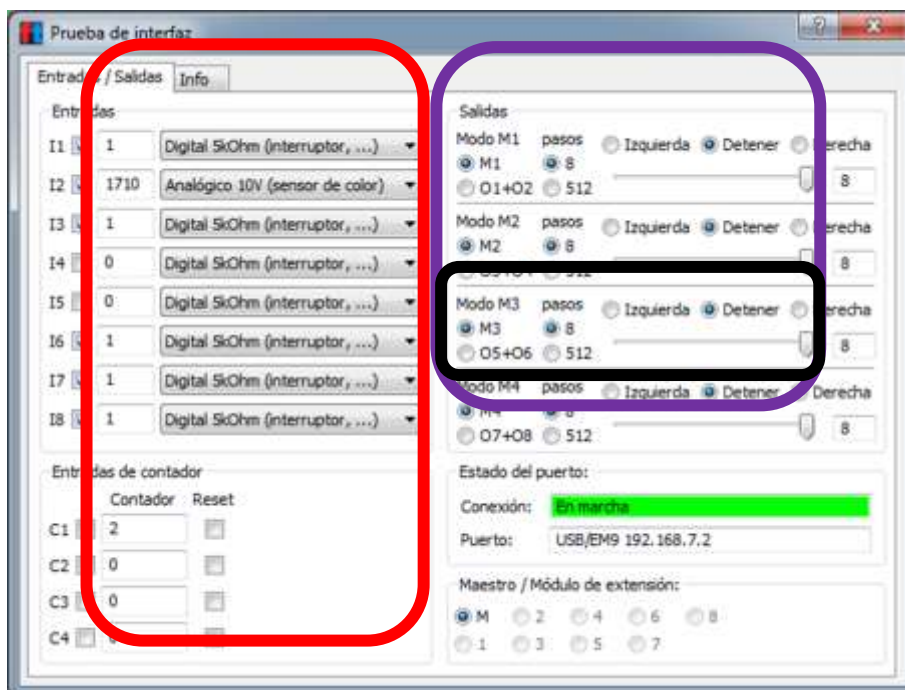 Prueba de interfaz
Entradas / Salidas Info
Entradas
I1 1 Digital 5kOhm (interruptor, ...)
I2 1710 Analógico 10V (sensor de color)
I3 1 Digital 5kOhm (interruptor, ...)
I4 0 Digital 5kOhm (interruptor, ...)
I5 0 Digital 5kOhm (interruptor, ...)
I6 1 Digital 5kOhm (interruptor, ...)
I7 1 Digital 5kOhm (interruptor, ...)
I8 1 Digital 5kOhm (interruptor, ...)
Entradas de contador
Contador Reset
C1 2
C2 0
C3 0
C4
Salidas
Modo M1 pasos Izquierda Detener Derecha
M1 8
O1+O2 512 8
Modo M2 pasos Izquierda Detener Derecha
M2 8
512 8
Modo M3 pasos Izquierda Detener Derecha
M3 8
O5+O6 512 8
Modo M4 pasos Izquierda Detener Derecha
M4 8
O7+O8 512 8
Estado del puerto:
Conexión: En marcha
Puerto: USB/EM9 192.168.7.2
Maestro / Módulo de extensión:
M 2 4 6 8
1 3 5 7